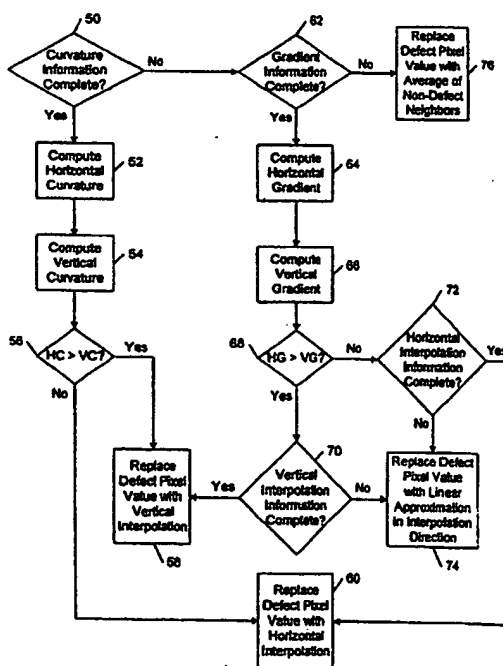 50
Curvature
Information
Complete?
No
Yes
62
Gradient
Information
Complete?
No
Yes
Replace
Defect Pixel
Value with
Average of
Non-Defect
Neighbors
76
Compute
Horizontal
Curvature
52
Compute
Horizontal
Gradient
64
Compute
Vertical
Curvature
54
Compute
Vertical
Gradient
66
56
HC > VC?
Yes
No
68
HG > VG?
No
Yes
72
Horizontal
Interpolation
Information
Complete?
Yes
No
Replace
Defect Pixel
Value with
Vertical
Interpolation
58
Yes
70
Vertical
Interpolation
Information
Complete?
No
Replace Defect
Pixel Value
with Linear
Approximation
in Interpolation
Direction
74
60
Replace
Defect Pixel
Value with
Horizontal
Interpolation